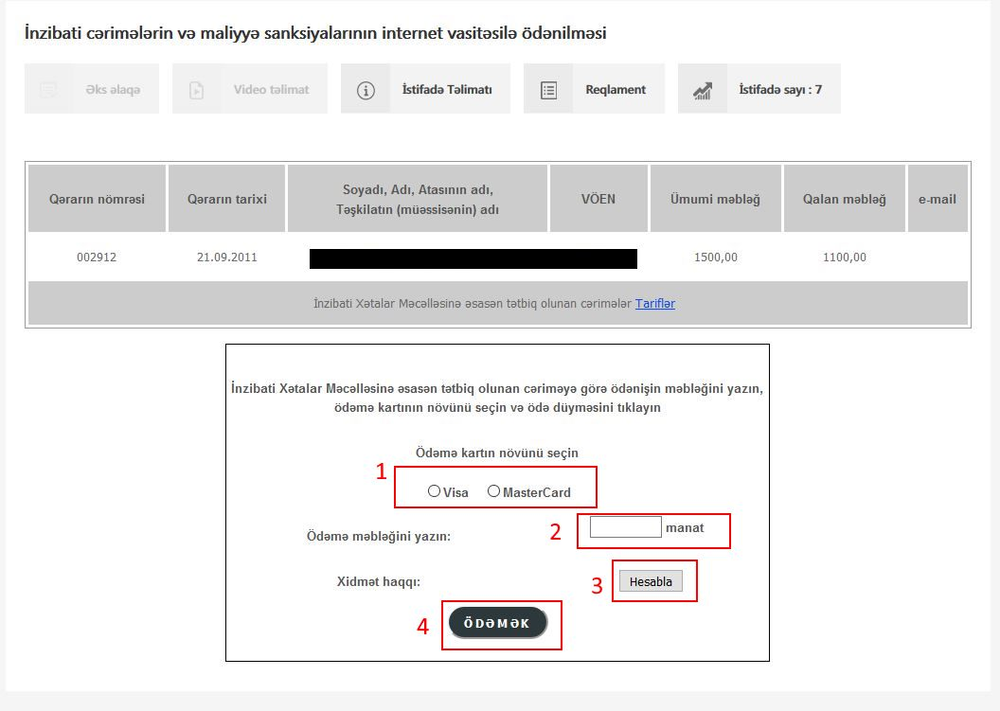 İnzibati cərimələrin və maliyyə sanksiyalarının internet vasitəsilə ödənilməsi
Əks əlaqə Video təlimat İstifadə Təlimatı Reqlament İstifadə sayı : 7
Qərarın nömrəsi Qərarın tarixi Soyadı, Adı, Atasının adı, Təşkilatın (müəssisənin) adı VÖEN Ümumi məbləğ Qalan məbləğ e-mail
002912 21.09.2011 1500,00 1100,00
İnzibati Xətalar Məcəlləsinə əsasən tətbiq olunan cərimələr Tariflər
İnzibati Xətalar Məcəlləsinə əsasən tətbiq olunan cəriməyə görə ödənişin məbləğini yazın,
ödəmə kartının növünü seçin və ödə düyməsini tıklayın
Ödəmə kartın növünü seçin
1 Visa MasterCard
Ödəmə məbləğini yazın: 2 manat
Xidmət haqqı: 3 Hesabla
4 ÖDƏMƏK